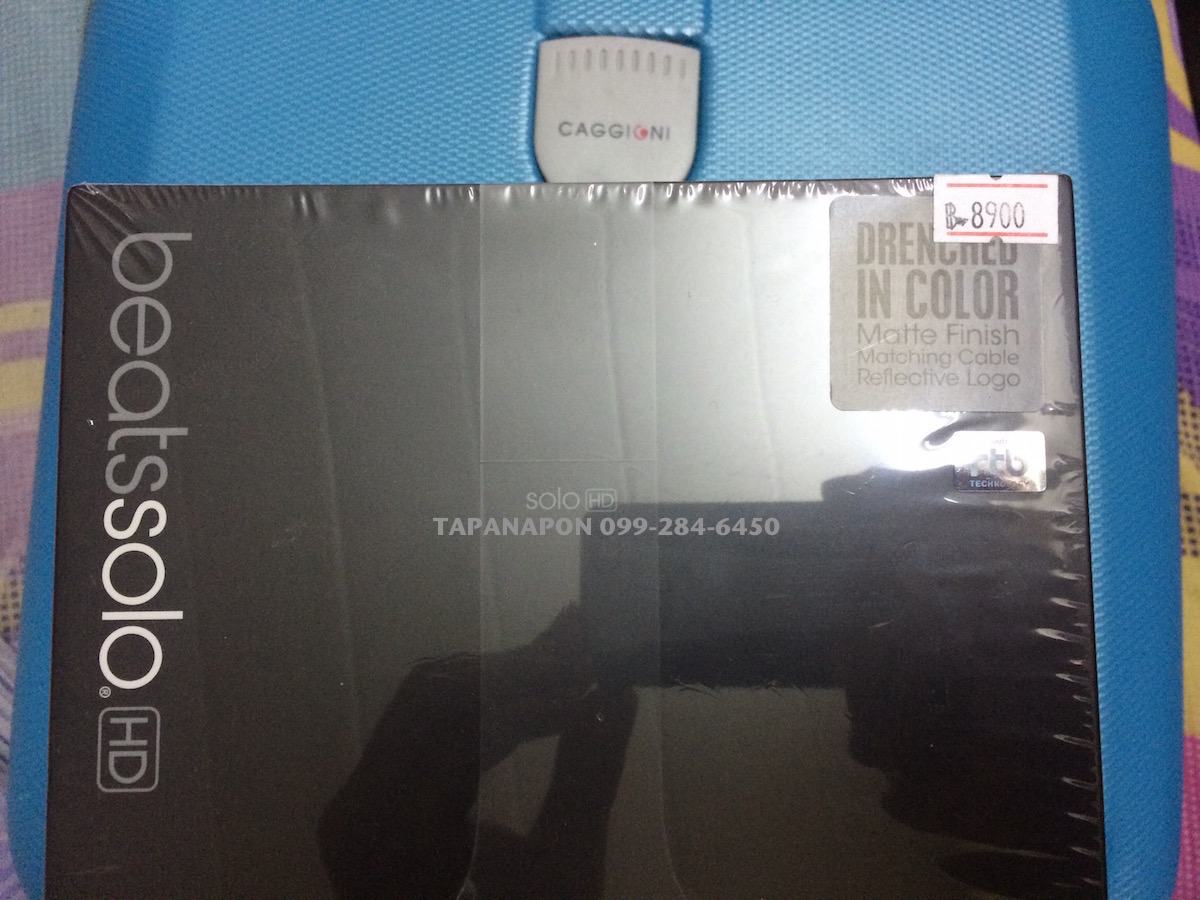 CAGGIONI
฿-8900
DRENCHED
IN COLOR
Matte Finish
Matching Cable
Reflective Logo
beatssolo® HD
rtb
solo HD
TAPANAPON 099-284-6450